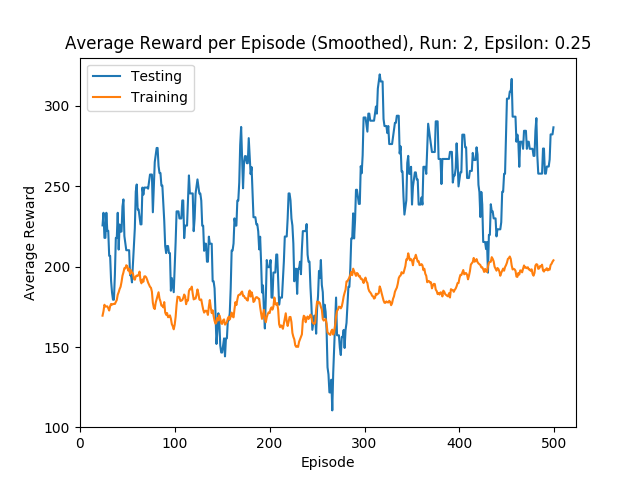 Average Reward per Episode (Smoothed), Run: 2, Epsilon: 0.25
Testing
Training
300
250
200
150
100
Average Reward
0
100
200
300
400
500
Episode